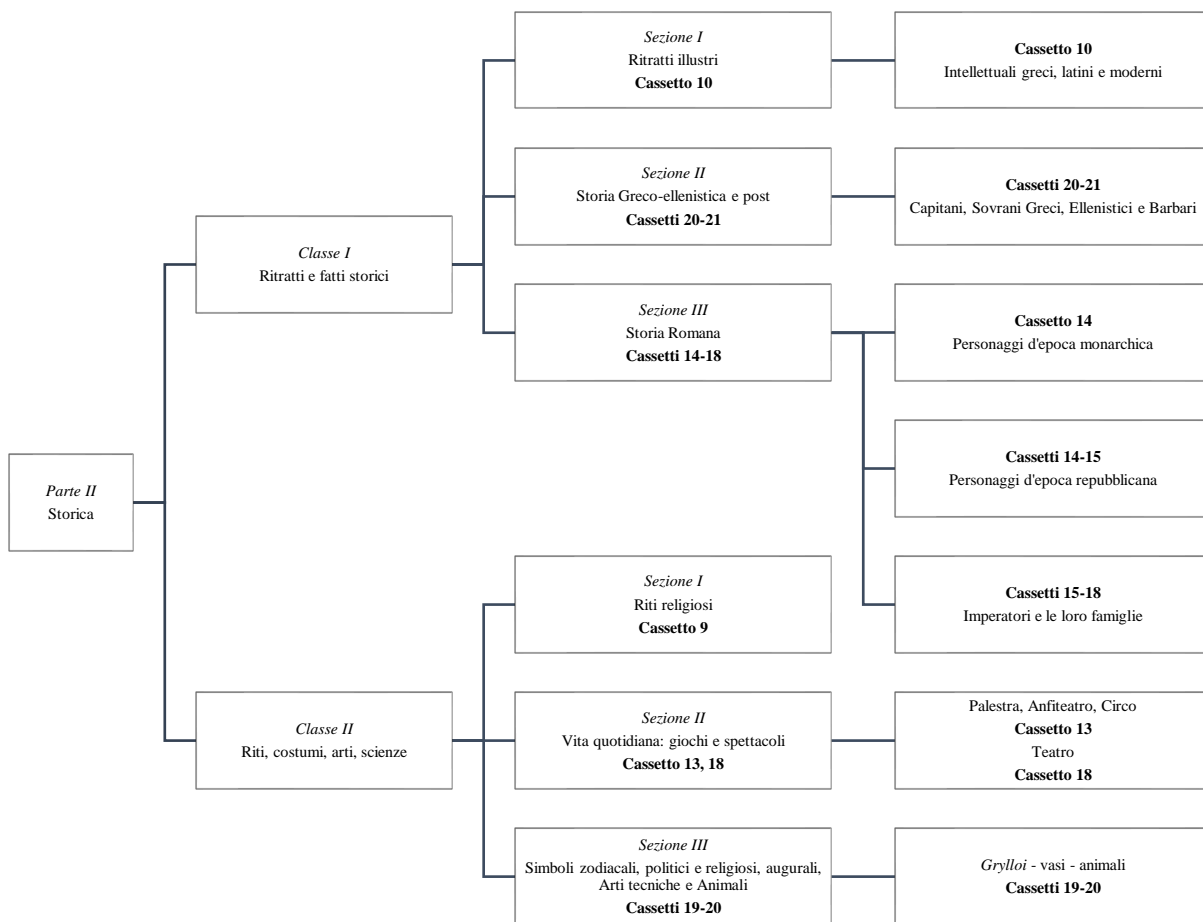 Parte II
Storica
Classe I
Ritratti e fatti storici
Sezione I
Ritratti illustri
Cassetto 10
Cassetto 10
Intellettuali greci, latini e moderni
Sezione II
Storia Greco-ellenistica e post
Cassetti 20-21
Cassetti 20-21
Capitani, Sovrani Greci, Ellenistici e Barbari
Sezione III
Storia Romana
Cassetti 14-18
Cassetto 14
Personaggi d'epoca monarchica
Cassetti 14-15
Personaggi d'epoca repubblicana
Cassetti 15-18
Imperatori e le loro famiglie
Classe II
Riti, costumi, arti, scienze
Sezione I
Riti religiosi
Cassetto 9
Sezione II
Vita quotidiana: giochi e spettacoli
Cassetto 13, 18
Palestra, Anfiteatro, Circo
Cassetto 13
Teatro
Cassetto 18
Sezione III
Simboli zodiacali, politici e religiosi, augurali,
Arti tecniche e Animali
Cassetti 19-20
Grylloi - vasi - animali
Cassetti 19-20